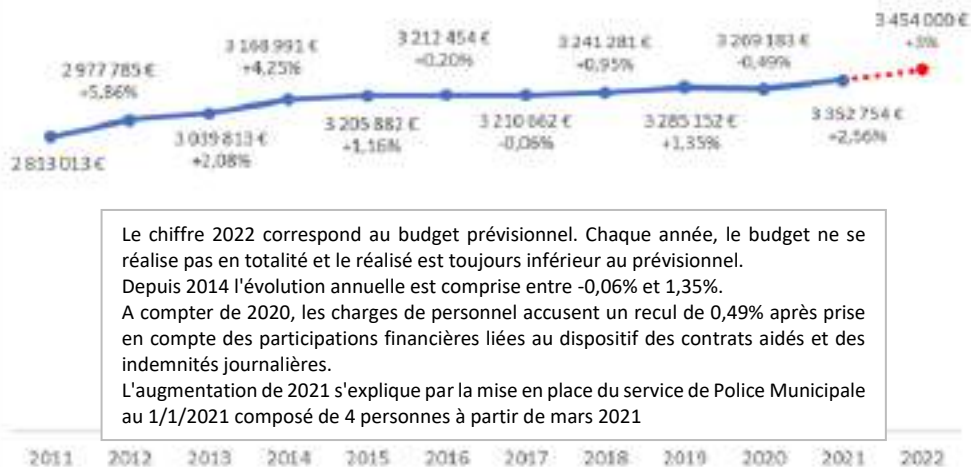 3 454 000 €
+3%
3 168 991 €
+4,25%
3 212 454 €
+0,20%
3 241 281 €
+0,95%
3 269 183 €
-0,49%
2 977 785 €
+5,86%
3 039 813 €
+2,08%
3 205 882 €
+1,16%
3 210 662 €
-0,06%
3 285 152 €
+1,35%
3 352 754 €
+2,56%
2 813 013 €
Le chiffre 2022 correspond au budget prévisionnel. Chaque année, le budget ne se
réalise pas en totalité et le réalisé est toujours inférieur au prévisionnel.
Depuis 2014 l'évolution annuelle est comprise entre -0,06% et 1,35%.
A compter de 2020, les charges de personnel accusent un recul de 0,49% après prise
en compte des participations financières liées au dispositif des contrats aidés et des
indemnités journalières.
L'augmentation de 2021 s'explique par la mise en place du service de Police Municipale
au 1/1/2021 composé de 4 personnes à partir de mars 2021
2011 2012 2013 2014 2015 2016 2017 2018 2019 2020 2021 2022